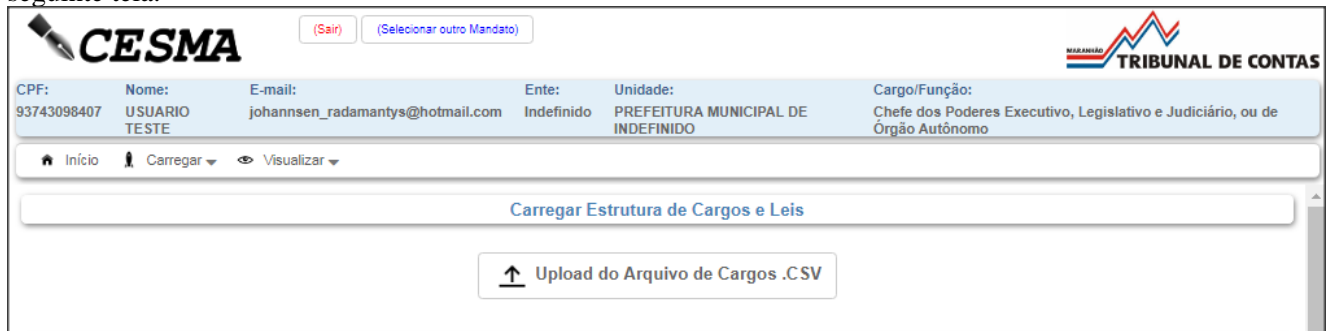 seguinte tela:
CESMA
(Sair) (Selecionar outro Mandato)
MARANHÃO
TRIBUNAL DE CONTAS
CPF: Nome: E-mail: Ente: Unidade: Cargo/Função:
93743098407 USUARIO johannsen_radamantys@hotmail.com Indefinido PREFEITURA MUNICIPAL DE Chefe dos Poderes Executivo, Legislativo e Judiciário, ou de
TESTE INDEFINIDO Órgão Autônomo
Início Carregar Visualizar
Carregar Estrutura de Cargos e Leis
Upload do Arquivo de Cargos .CSV